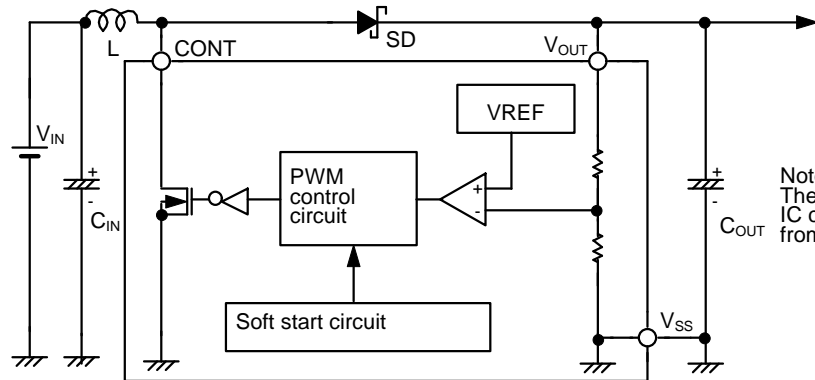 L
CONT
SD
VOUT
VREF
VIN
+
-
CIN
PWM
control
circuit
+
-
+
-
COUT
Note
The
IC
from
Soft start circuit
VSS